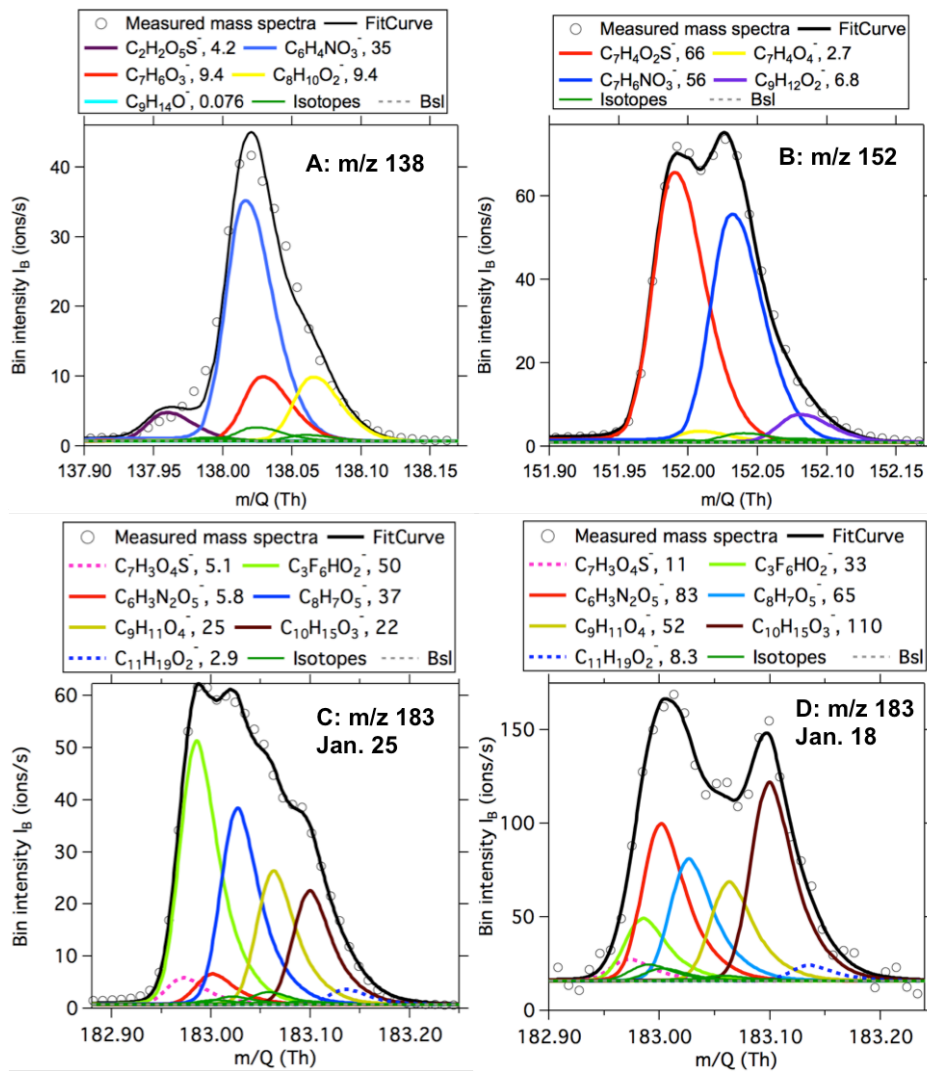 Measured mass spectra FitCurve
C₂H₂O₅S⁻, 4.2 C₆H₄NO₃⁻, 35
C₇H₆O₃⁻, 9.4 C₈H₁₀O₂⁻, 9.4
C₉H₁₄O⁻, 0.076 Isotopes Bsl
A: m/z 138
Bin intensity I_B (ions/s)
40
30
20
10
0
137.90 137.95 138.00 138.05 138.10 138.15
m/Q (Th)
Measured mass spectra FitCurve
C₇H₄O₂S⁻, 66 C₇H₄O₄⁻, 2.7
C₇H₆NO₃⁻, 56 C₉H₁₂O₂⁻, 6.8
Isotopes Bsl
B: m/z 152
Bin intensity I_B (ions/s)
60
40
20
0
151.90 151.95 152.00 152.05 152.10 152.15
m/Q (Th)
Measured mass spectra FitCurve
C₇H₃O₄S⁻, 5.1 C₃F₆HO₂⁻, 50
C₆H₃N₂O₅⁻, 5.8 C₈H₇O₅⁻, 37
C₉H₁₁O₄⁻, 25 C₁₀H₁₅O₃⁻, 22
C₁₁H₁₉O₂⁻, 2.9 Isotopes Bsl
C: m/z 183
Jan. 25
Bin intensity I_B (ions/s)
60
50
40
30
20
10
0
182.90 183.00 183.10 183.20
m/Q (Th)
Measured mass spectra FitCurve
C₇H₃O₄S⁻, 11 C₃F₆HO₂⁻, 33
C₆H₃N₂O₅⁻, 83 C₈H₇O₅⁻, 65
C₉H₁₁O₄⁻, 52 C₁₀H₁₅O₃⁻, 110
C₁₁H₁₉O₂⁻, 8.3 Isotopes Bsl
D: m/z 183
Jan. 18
Bin intensity I_B (ions/s)
150
100
50
0
182.90 183.00 183.10 183.20
m/Q (Th)